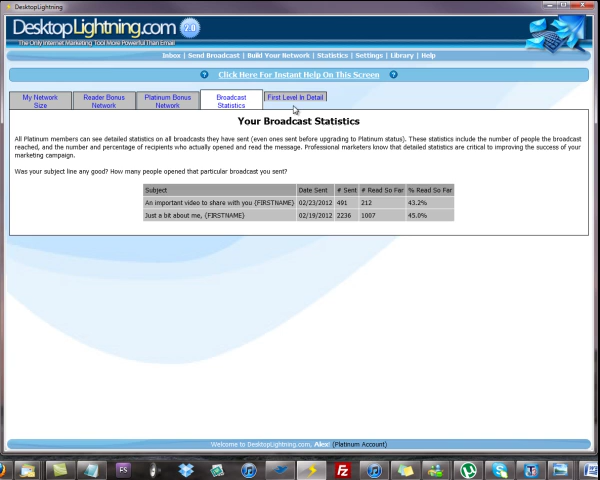 DesktopLightning
DesktopLightning.com 2.0
The Only Internet Marketing Tool More Powerful Than Email
Inbox | Send Broadcast | Build Your Network | Statistics | Settings | Library | Help
? Click Here For Instant Help On This Screen ?
My Network Size
Reader Bonus Network
Platinum Bonus Network
Broadcast Statistics
First Level In Detail
Your Broadcast Statistics
All Platinum members can see detailed statistics on all broadcasts they have sent (even ones sent before upgrading to Platinum status). These statistics include the number of people the broadcast
reached, and the number and percentage of recipients who actually opened and read the message. Professional marketers know that detailed statistics are critical to improving the success of your
marketing campaign.
Was your subject line any good? How many people opened that particular broadcast you sent?
Subject Date Sent # Sent # Read So Far % Read So Far
An important video to share with you {FIRSTNAME} 02/23/2012 491 212 43.2%
Just a bit about me, {FIRSTNAME} 02/19/2012 2236 1007 45.0%
Welcome to DesktopLightning.com, Alex! (Platinum Account)
ES
Fz